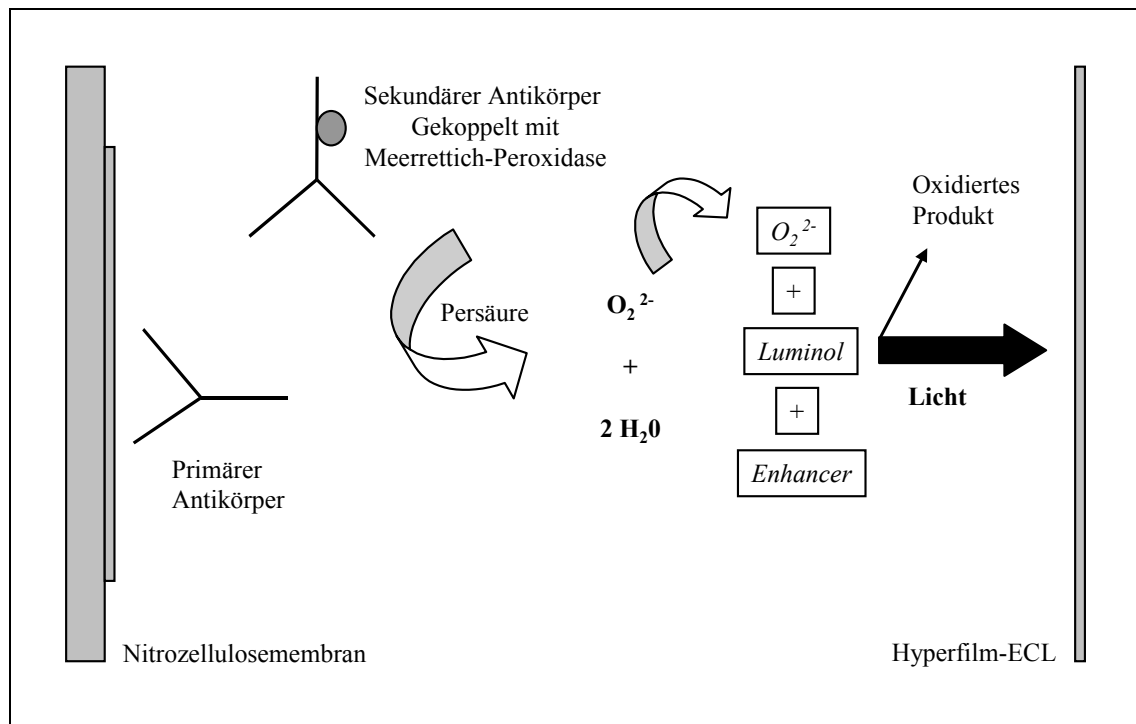 Sekundärer Antikörper
Gekoppelt mit
Meerrettich-Peroxidase
Oxidiertes
Produkt
O₂ ²⁻
+
Luminol
+
Enhancer
Persäure
O₂ ²⁻
+
2 H₂0
Licht
Primärer
Antikörper
Nitrozellulosemembran
Hyperfilm-ECL